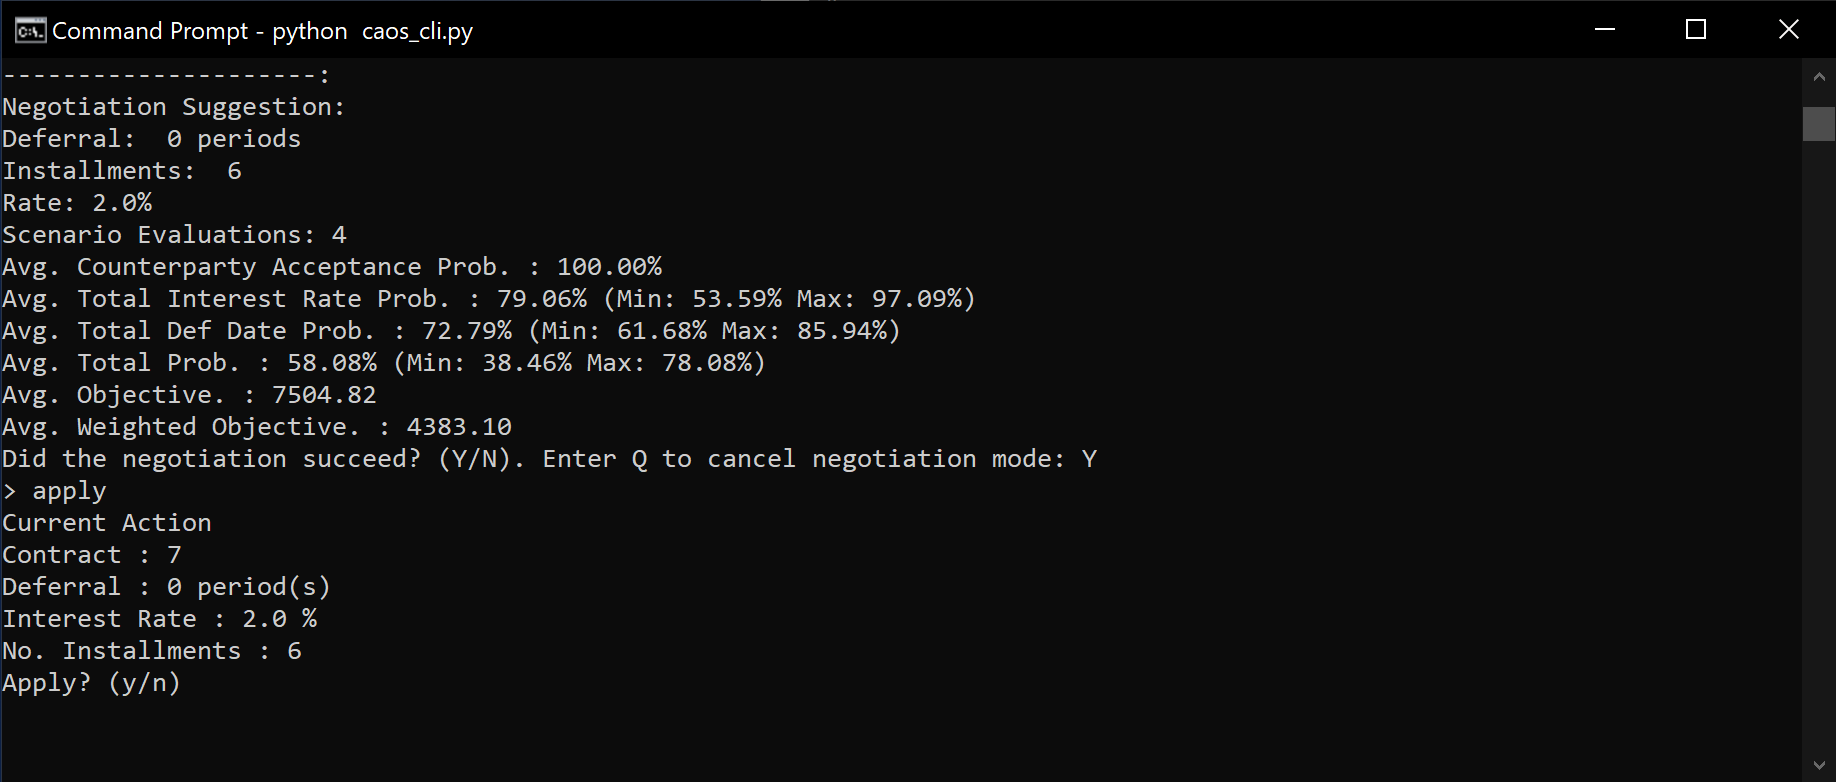 Command Prompt - python  caos_cli.py
---------------------:
Negotiation Suggestion:
Deferral:  0 periods
Installments:  6
Rate: 2.0%
Scenario Evaluations: 4
Avg. Counterparty Acceptance Prob. : 100.00%
Avg. Total Interest Rate Prob. : 79.06% (Min: 53.59% Max: 97.09%)
Avg. Total Def Date Prob. : 72.79% (Min: 61.68% Max: 85.94%)
Avg. Total Prob. : 58.08% (Min: 38.46% Max: 78.08%)
Avg. Objective. : 7504.82
Avg. Weighted Objective. : 4383.10
Did the negotiation succeed? (Y/N). Enter Q to cancel negotiation mode: Y
> apply
Current Action
Contract : 7
Deferral : 0 period(s)
Interest Rate : 2.0 %
No. Installments : 6
Apply? (y/n)